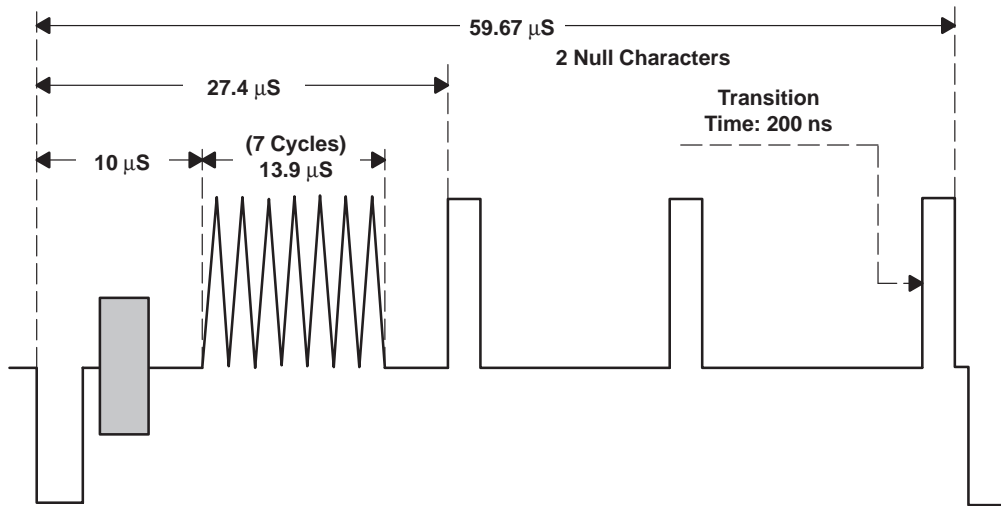 59.67 μS
2 Null Characters
27.4 μS
Transition
Time: 200 ns
(7 Cycles)
10 μS
13.9 μS